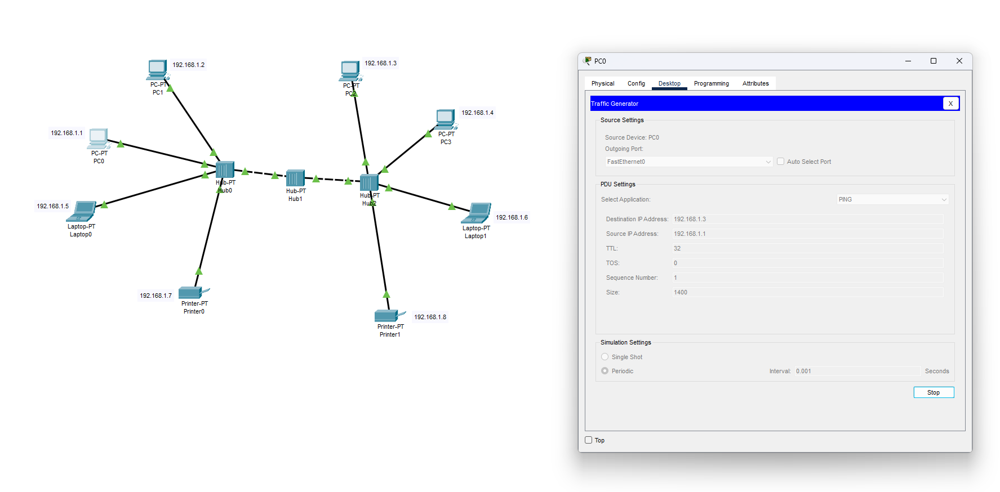 192.168.1.2
PC-PT
PC1
192.168.1.3
PC-PT
PC2
192.168.1.4
PC-PT
PC3
192.168.1.1
PC-PT
PC0
Hub-PT
Hub0
Hub-PT
Hub1
Hub-PT
Hub2
192.168.1.5
Laptop-PT
Laptop0
192.168.1.6
Laptop-PT
Laptop1
192.168.1.7
Printer-PT
Printer0
192.168.1.8
Printer-PT
Printer1
PC0
Physical Config Desktop Programming Attributes
Traffic Generator X
Source Settings
Source Device: PC0
Outgoing Port:
FastEthernet0 Auto Select Port
PDU Settings
Select Application: PING
Destination IP Address: 192.168.1.3
Source IP Address: 192.168.1.1
TTL: 32
TOS: 0
Sequence Number: 1
Size: 1400
Simulation Settings
Single Shot
Periodic Interval: 0.001 Seconds
Stop
Top